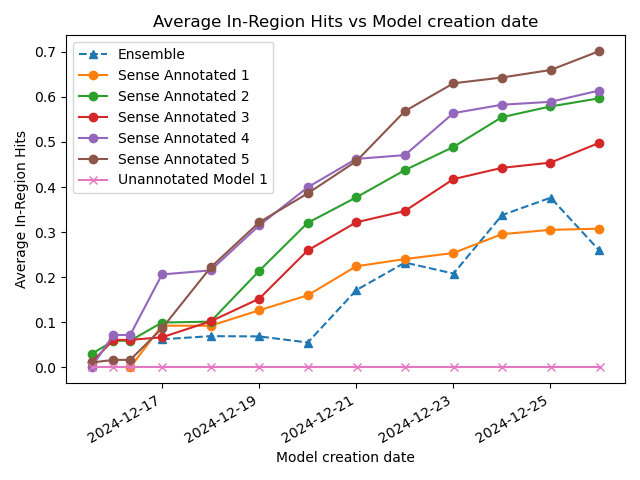 Average In-Region Hits vs Model creation date
Ensemble
Sense Annotated 1
Sense Annotated 2
Sense Annotated 3
Sense Annotated 4
Sense Annotated 5
Unannotated Model 1
Average In-Region Hits
0.7
0.6
0.5
0.4
0.3
0.2
0.1
0.0
2024-12-17
2024-12-19
2024-12-21
2024-12-23
2024-12-25
Model creation date